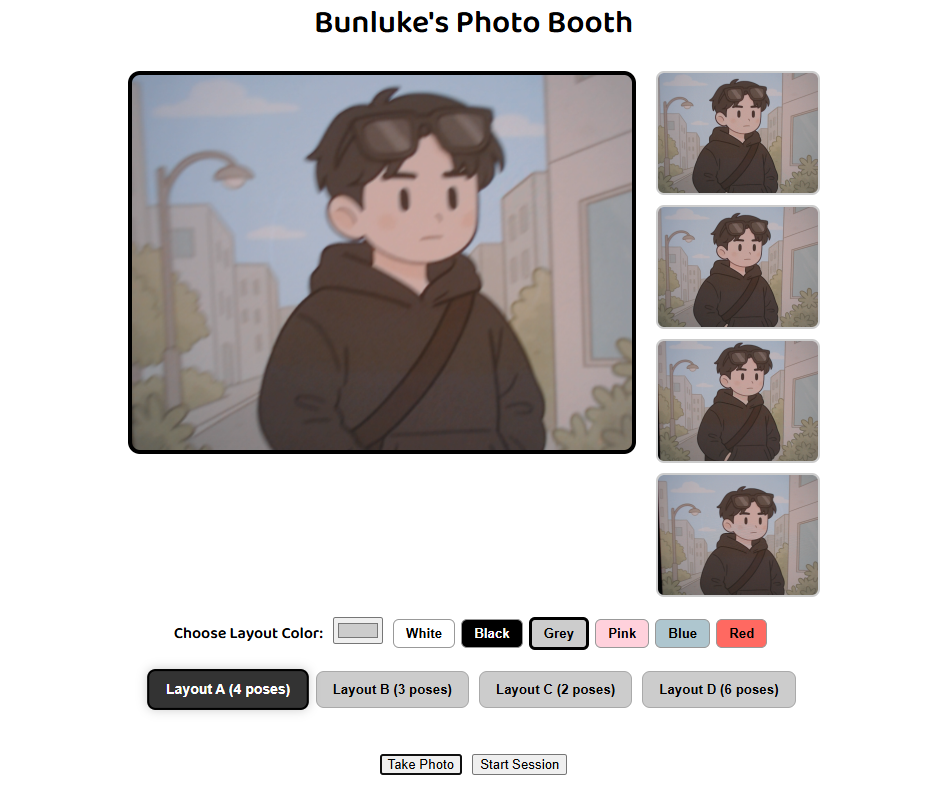 Bunluke's Photo Booth
Choose Layout Color: White Black Grey Pink Blue Red
Layout A (4 poses) Layout B (3 poses) Layout C (2 poses) Layout D (6 poses)
Take Photo Start Session